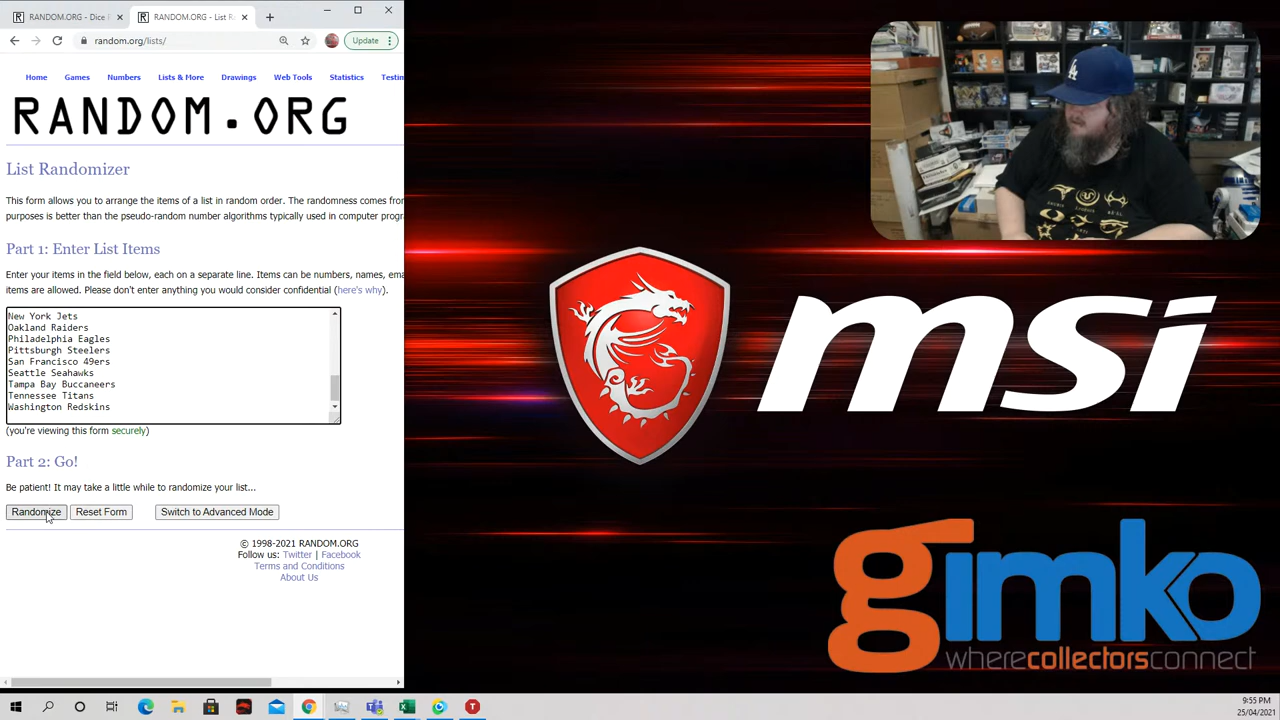 RANDOM.ORG - Dice R
RANDOM.ORG - List R
random.org/lists/
Update
Home Games Numbers Lists & More Drawings Web Tools Statistics Testim
RANDOM.ORG
List Randomizer
This form allows you to arrange the items of a list in random order. The randomness comes from
purposes is better than the pseudo-random number algorithms typically used in computer progr
Part 1: Enter List Items
Enter your items in the field below, each on a separate line. Items can be numbers, names, ema
items are allowed. Please don't enter anything you would consider confidential (here's why).
New York Jets
Oakland Raiders
Philadelphia Eagles
Pittsburgh Steelers
San Francisco 49ers
Seattle Seahawks
Tampa Bay Buccaneers
Tennessee Titans
Washington Redskins
(you're viewing this form securely)
Part 2: Go!
Be patient! It may take a little while to randomize your list...
Randomize Reset Form Switch to Advanced Mode
© 1998-2021 RANDOM.ORG
Follow us: Twitter | Facebook
Terms and Conditions
About Us
LA
msi
gimko
wherecollectorsconnect
9:55 PM
25/04/2021